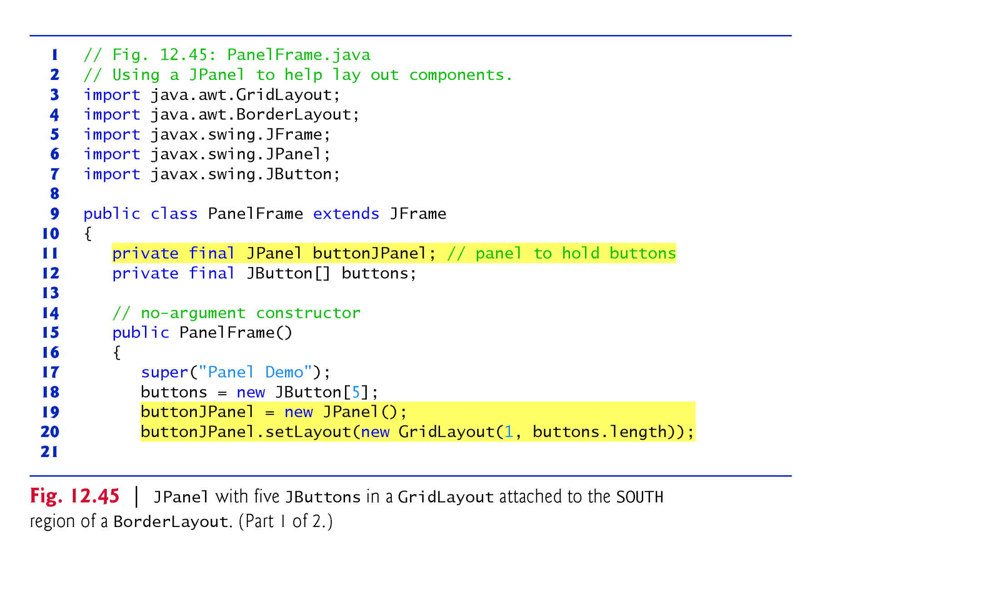 1 // Fig. 12.45: PanelFrame.java
2 // Using a JPanel to help lay out components.
3 import java.awt.GridLayout;
4 import java.awt.BorderLayout;
5 import javax.swing.JFrame;
6 import javax.swing.JPanel;
7 import javax.swing.JButton;
8
9 public class PanelFrame extends JFrame
10 {
11 private final JPanel buttonJPanel; // panel to hold buttons
12 private final JButton[] buttons;
13
14 // no-argument constructor
15 public PanelFrame()
16 {
17 super("Panel Demo");
18 buttons = new JButton[5];
19 buttonJPanel = new JPanel();
20 buttonJPanel.setLayout(new GridLayout(1, buttons.length));
21
Fig. 12.45 | JPanel with five JButtons in a GridLayout attached to the SOUTH
region of a BorderLayout. (Part 1 of 2.)